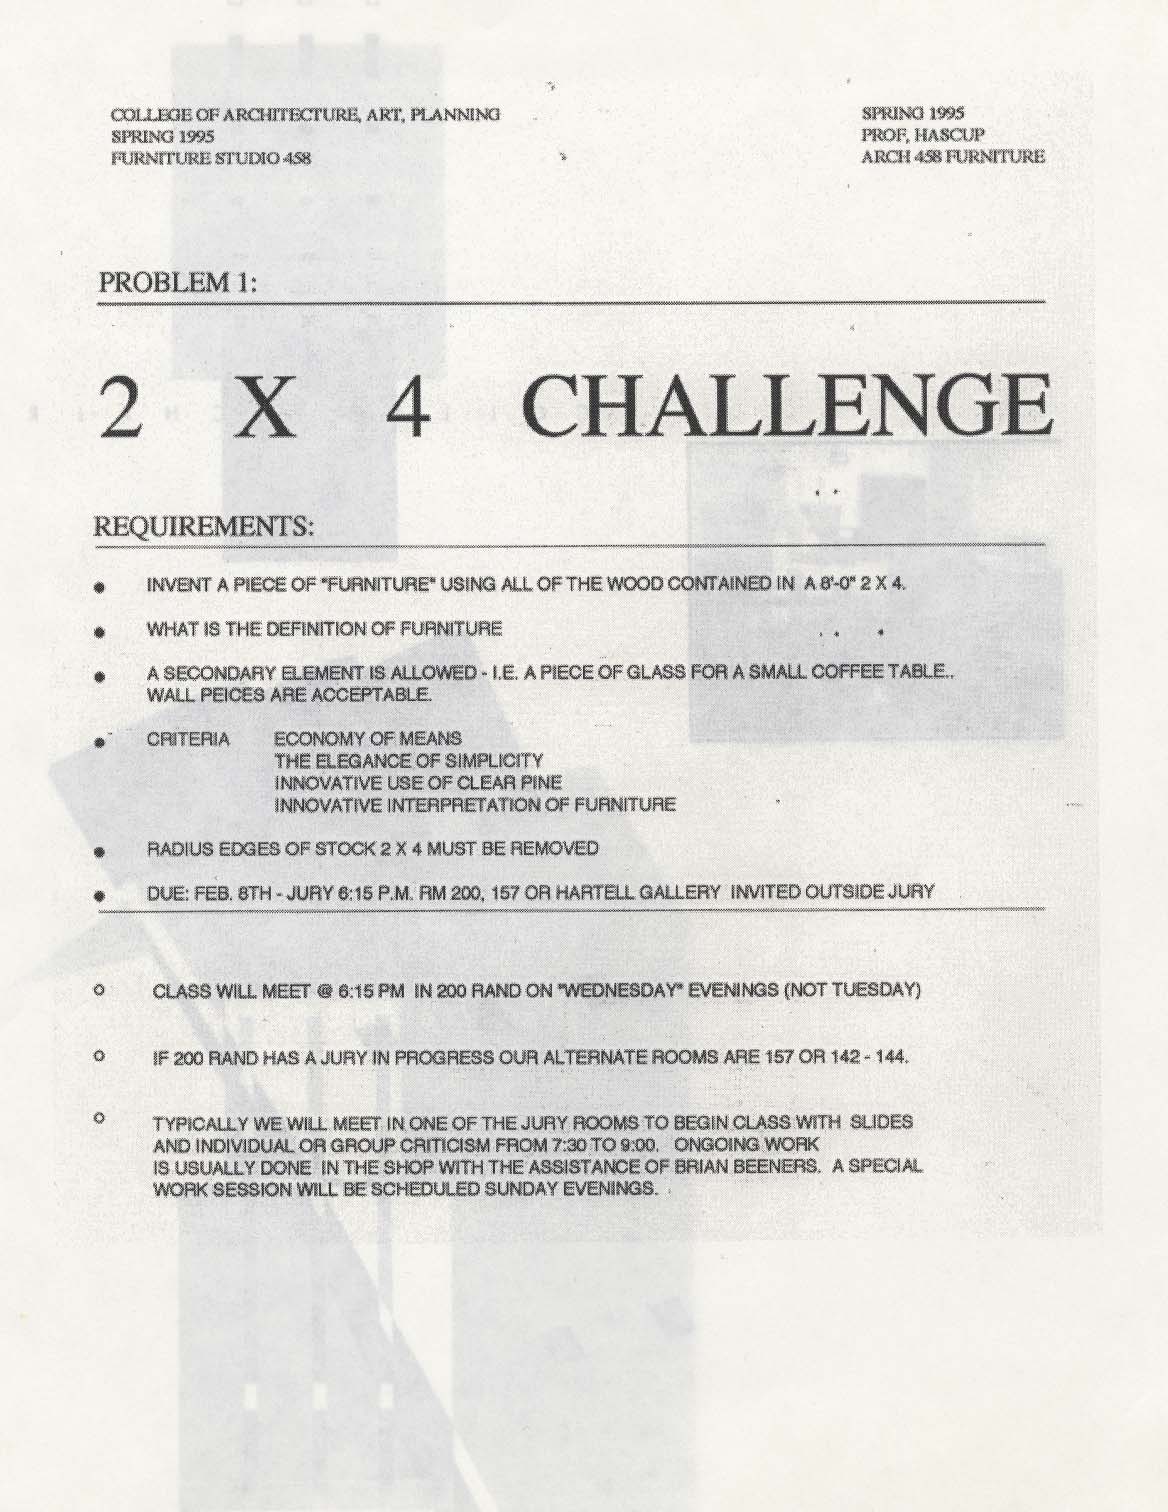 COLLEGE OF ARCHITECTURE, ART, PLANNING
SPRING 1995
FURNITURE STUDIO 458
SPRING 1995
PROF, HASCUP
ARCH 458 FURNITURE
PROBLEM 1:
2 X 4 CHALLENGE
REQUIREMENTS:
● INVENT A PIECE OF "FURNITURE" USING ALL OF THE WOOD CONTAINED IN A 8'-0" 2 X 4.
● WHAT IS THE DEFINITION OF FURNITURE
● A SECONDARY ELEMENT IS ALLOWED - I.E. A PIECE OF GLASS FOR A SMALL COFFEE TABLE..
WALL PEICES ARE ACCEPTABLE.
● CRITERIA ECONOMY OF MEANS
THE ELEGANCE OF SIMPLICITY
INNOVATIVE USE OF CLEAR PINE
INNOVATIVE INTERPRETATION OF FURNITURE
● RADIUS EDGES OF STOCK 2 X 4 MUST BE REMOVED
● DUE: FEB. 8TH - JURY 6:15 P.M. RM 200, 157 OR HARTELL GALLERY INVITED OUTSIDE JURY
○ CLASS WILL MEET @ 6:15 PM IN 200 RAND ON "WEDNESDAY" EVENINGS (NOT TUESDAY)
○ IF 200 RAND HAS A JURY IN PROGRESS OUR ALTERNATE ROOMS ARE 157 OR 142 - 144.
○ TYPICALLY WE WILL MEET IN ONE OF THE JURY ROOMS TO BEGIN CLASS WITH SLIDES
AND INDIVIDUAL OR GROUP CRITICISM FROM 7:30 TO 9:00. ONGOING WORK
IS USUALLY DONE IN THE SHOP WITH THE ASSISTANCE OF BRIAN BEENERS. A SPECIAL
WORK SESSION WILL BE SCHEDULED SUNDAY EVENINGS.